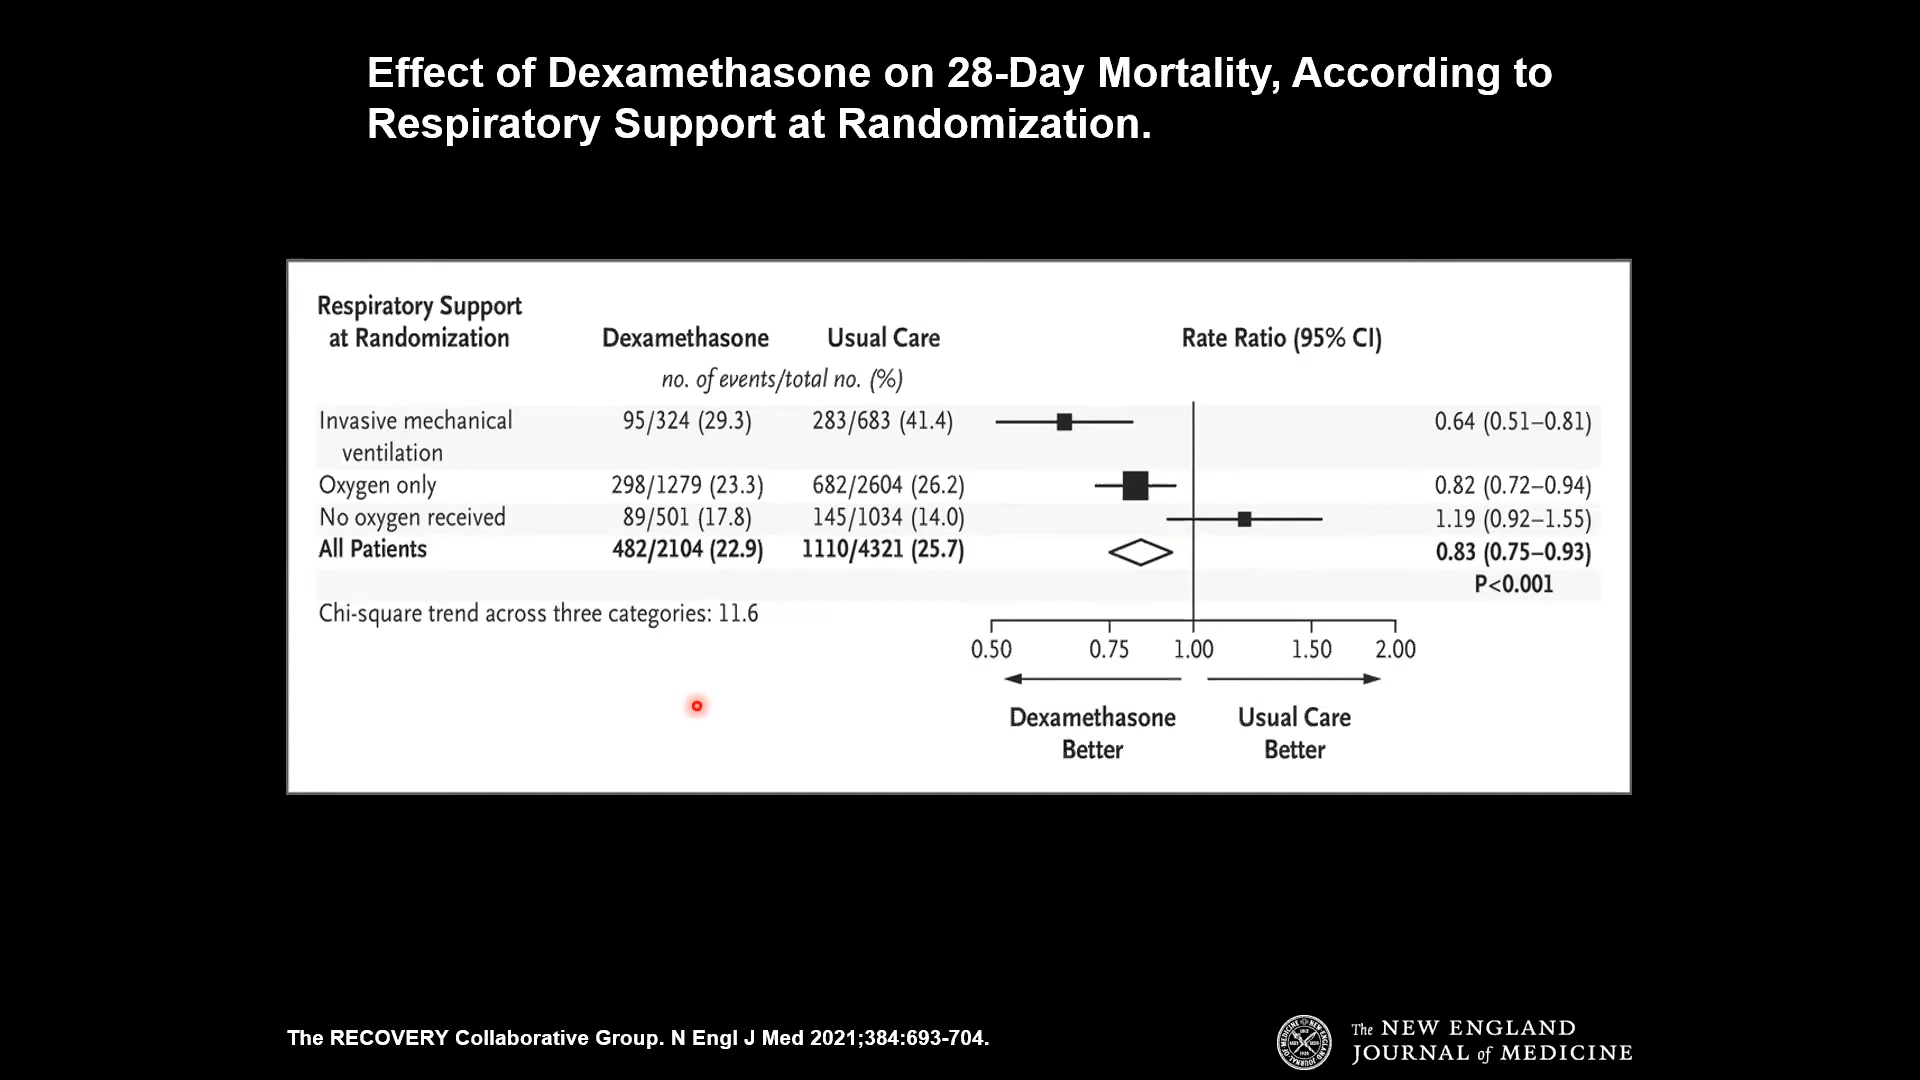 Effect of Dexamethasone on 28-Day Mortality, According to
Respiratory Support at Randomization.
Respiratory Support
at Randomization Dexamethasone Usual Care Rate Ratio (95% CI)
no. of events/total no. (%)
Invasive mechanical 95/324 (29.3) 283/683 (41.4) 0.64 (0.51–0.81)
ventilation
Oxygen only 298/1279 (23.3) 682/2604 (26.2) 0.82 (0.72–0.94)
No oxygen received 89/501 (17.8) 145/1034 (14.0) 1.19 (0.92–1.55)
All Patients 482/2104 (22.9) 1110/4321 (25.7) 0.83 (0.75–0.93)
P<0.001
Chi-square trend across three categories: 11.6
0.50 0.75 1.00 1.50 2.00
Dexamethasone Usual Care
Better Better
The RECOVERY Collaborative Group. N Engl J Med 2021;384:693-704.
The NEW ENGLAND
JOURNAL of MEDICINE